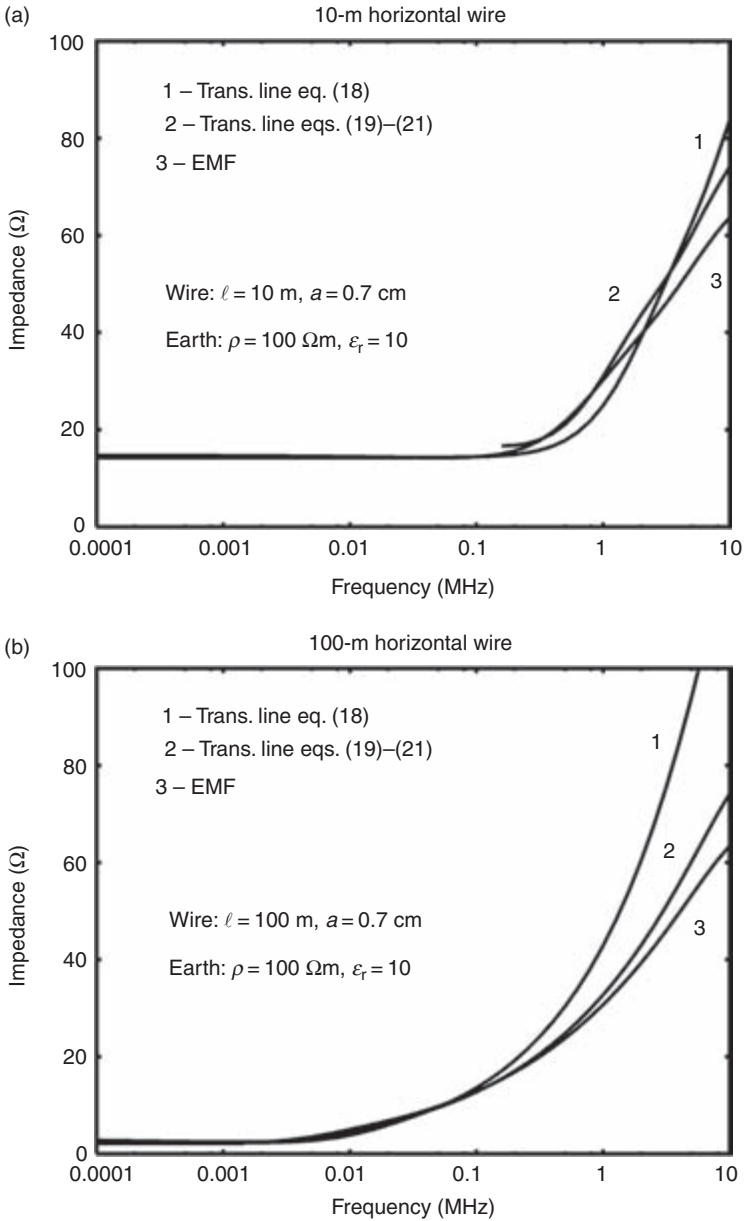 (a)
10-m horizontal wire
100
80
60
40
20
0
Impedance (Ω)
1 – Trans. line eq. (18)
2 – Trans. line eqs. (19)–(21)
3 – EMF
Wire: ℓ = 10 m, a = 0.7 cm
Earth: ρ = 100 Ωm, εr = 10
1
2
3
0.0001
0.001
0.01
0.1
1
10
Frequency (MHz)
(b)
100-m horizontal wire
100
80
60
40
20
0
Impedance (Ω)
1 – Trans. line eq. (18)
2 – Trans. line eqs. (19)–(21)
3 – EMF
Wire: ℓ = 100 m, a = 0.7 cm
Earth: ρ = 100 Ωm, εr = 10
1
2
3
0.0001
0.001
0.01
0.1
1
10
Frequency (MHz)